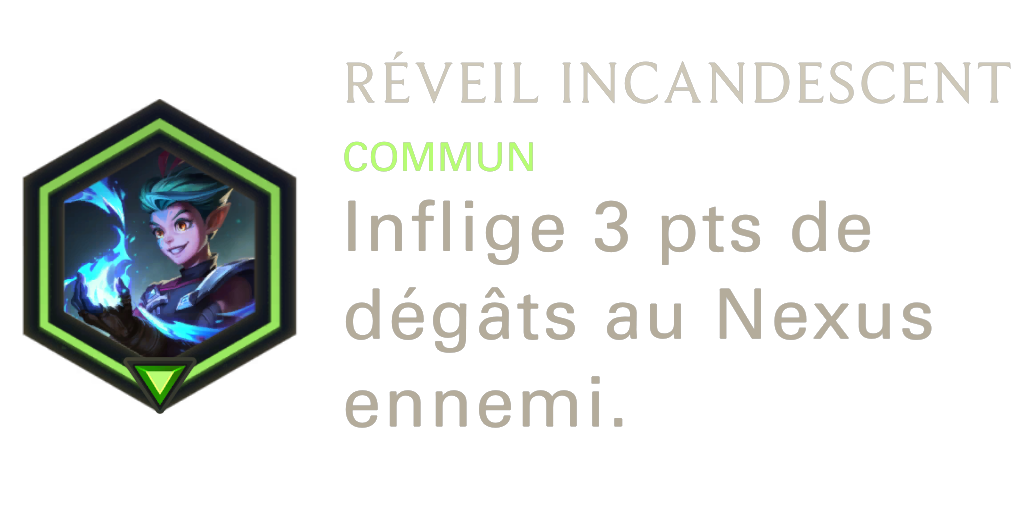 RÉVEIL INCANDESCENT
COMMUN
Inflige 3 pts de
dégâts au Nexus
ennemi.